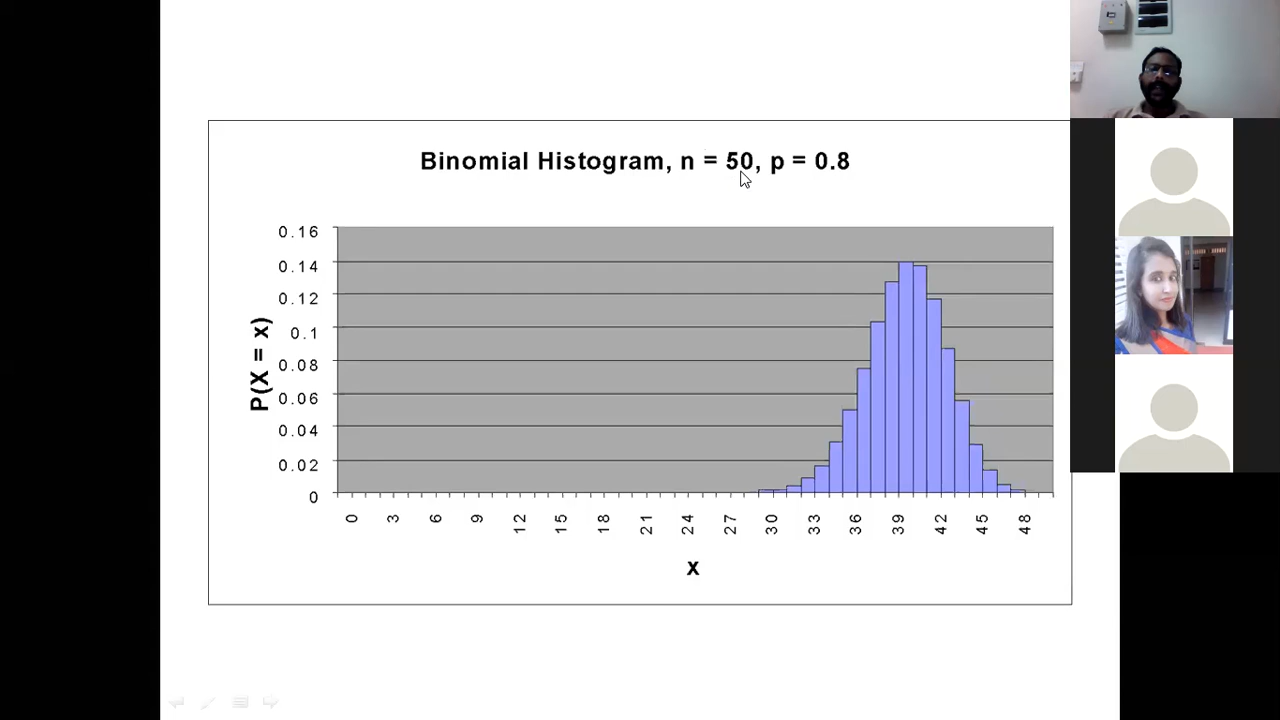 Binomial Histogram, n = 50, p = 0.8
0.16
0.14
0.12
0.1
0.08
0.06
0.04
0.02
0
P(X = x)
0 3 6 9 12 15 18 21 24 27 30 33 36 39 42 45 48
x